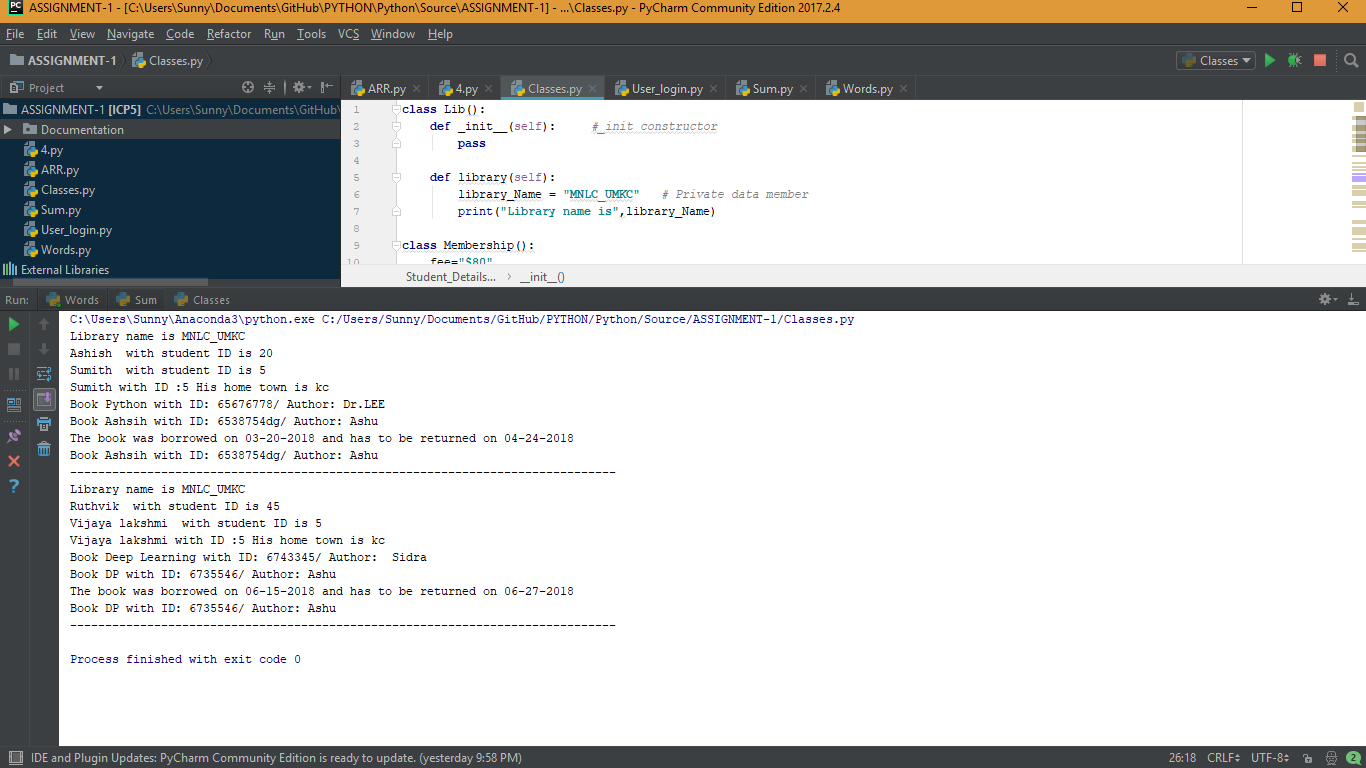 ASSIGNMENT-1 - [C:\Users\Sunny\Documents\GitHub\PYTHON\Python\Source\ASSIGNMENT-1] - ...\Classes.py - PyCharm Community Edition 2017.2.4
File Edit View Navigate Code Refactor Run Tools VCS Window Help
ASSIGNMENT-1 Classes.py
Classes
Project
ARR.py 4.py Classes.py User_login.py Sum.py Words.py
ASSIGNMENT-1 [ICP5] C:\Users\Sunny\Documents\GitHub\
Documentation
4.py
ARR.py
Classes.py
Sum.py
User_login.py
Words.py
External Libraries
1 class Lib():
2 def _init__(self): #_init constructor
3 pass
4
5 def library(self):
6 library_Name = "MNLC_UMKC" # Private data member
7 print("Library name is",library_Name)
8
9 class Membership():
10 fee="$80"
Student_Details... __init__()
Run: Words Sum Classes
C:\Users\Sunny\Anaconda3\python.exe C:/Users/Sunny/Documents/GitHub/PYTHON/Python/Source/ASSIGNMENT-1/Classes.py
Library name is MNLC_UMKC
Ashish  with student ID is 20
Sumith  with student ID is 5
Sumith with ID :5 His home town is kc
Book Python with ID: 65676778/ Author: Dr.LEE
Book Ashsih with ID: 6538754dg/ Author: Ashu
The book was borrowed on 03-20-2018 and has to be returned on 04-24-2018
Book Ashsih with ID: 6538754dg/ Author: Ashu
------------------------------------------------------------------------------
Library name is MNLC_UMKC
Ruthvik  with student ID is 45
Vijaya lakshmi  with student ID is 5
Vijaya lakshmi with ID :5 His home town is kc
Book Deep Learning with ID: 6743345/ Author:  Sidra
Book DP with ID: 6735546/ Author: Ashu
The book was borrowed on 06-15-2018 and has to be returned on 06-27-2018
Book DP with ID: 6735546/ Author: Ashu
------------------------------------------------------------------------------
Process finished with exit code 0
IDE and Plugin Updates: PyCharm Community Edition is ready to update. (yesterday 9:58 PM)
26:18 CRLF UTF-8 2